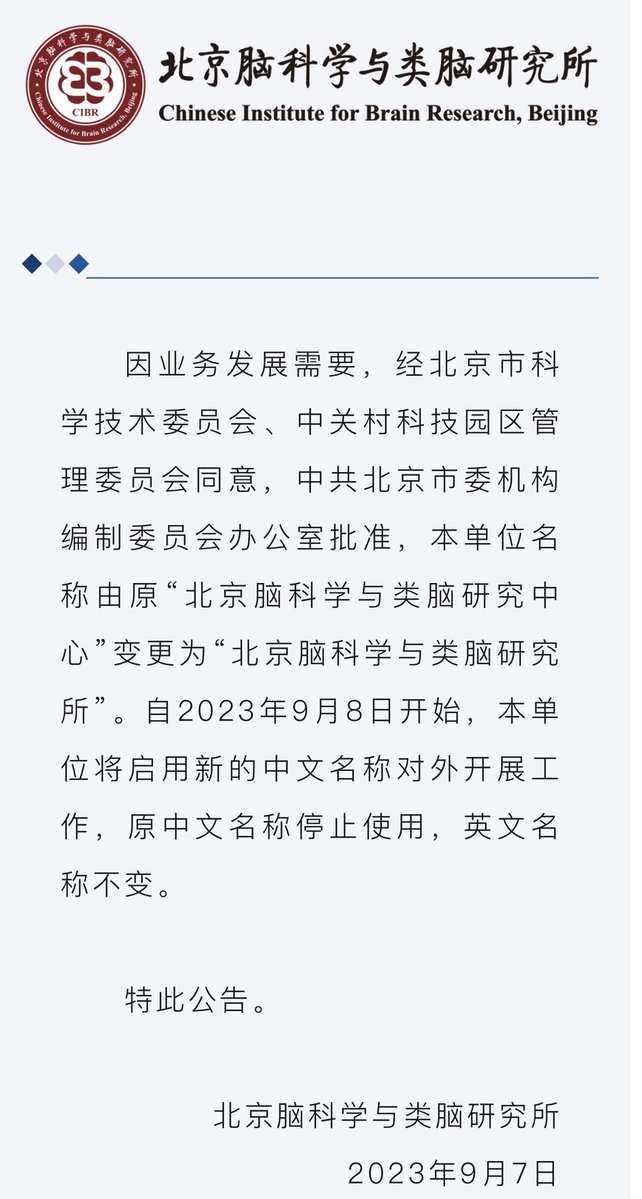 北京脑科学与类脑研究所
Chinese Institute for Brain Research, Beijing
北京脑科学与类脑研究所
CIBR
Chinese Institute for Brain Research, Beijing
因业务发展需要，经北京市科
学技术委员会、中关村科技园区管
理委员会同意，中共北京市委机构
编制委员会办公室批准，本单位名
称由原“北京脑科学与类脑研究中
心”变更为“北京脑科学与类脑研究
所”。自2023年9月8日开始，本单
位将启用新的中文名称对外开展工
作，原中文名称停止使用，英文名
称不变。
特此公告。
北京脑科学与类脑研究所
2023年9月7日